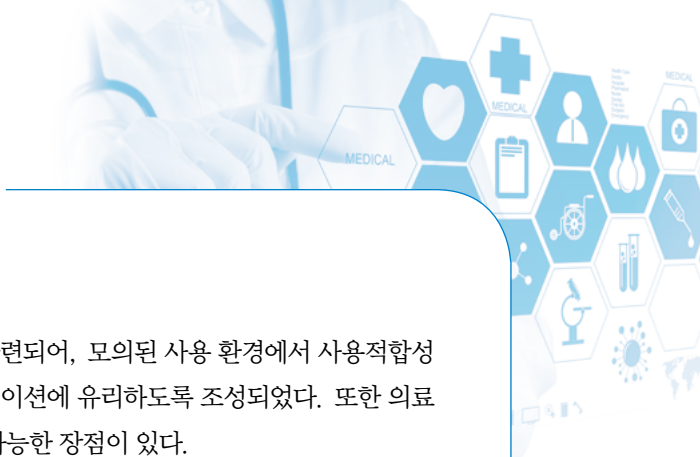 MEDICAL
MEDICAL
MEDICAL
련되어, 모의된 사용 환경에서 사용적합성
이션에 유리하도록 조성되었다. 또한 의료
능한 장점이 있다.